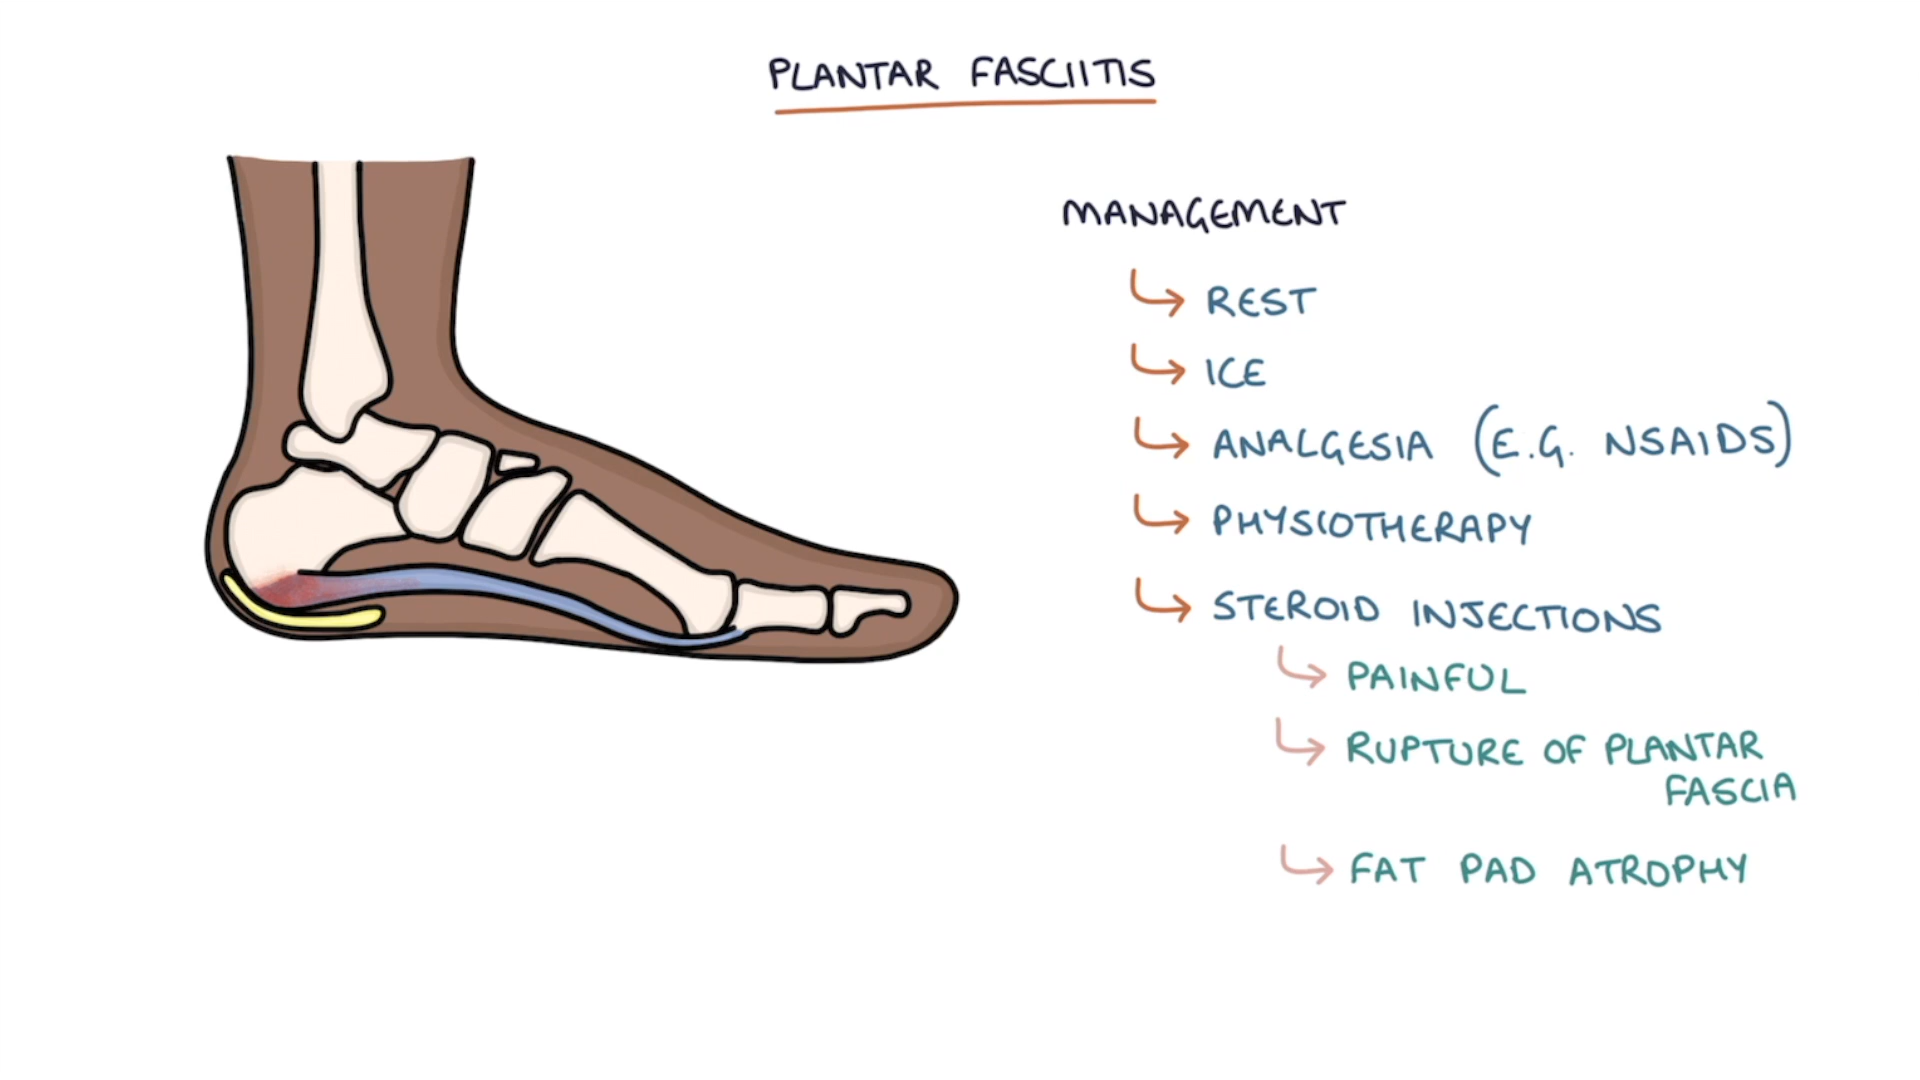 PLANTAR FASCIITIS
MANAGEMENT
REST
ICE
ANALGESIA (E.G. NSAIDS)
PHYSIOTHERAPY
STEROID INJECTIONS
PAINFUL
RUPTURE OF PLANTAR
FASCIA
FAT PAD ATROPHY